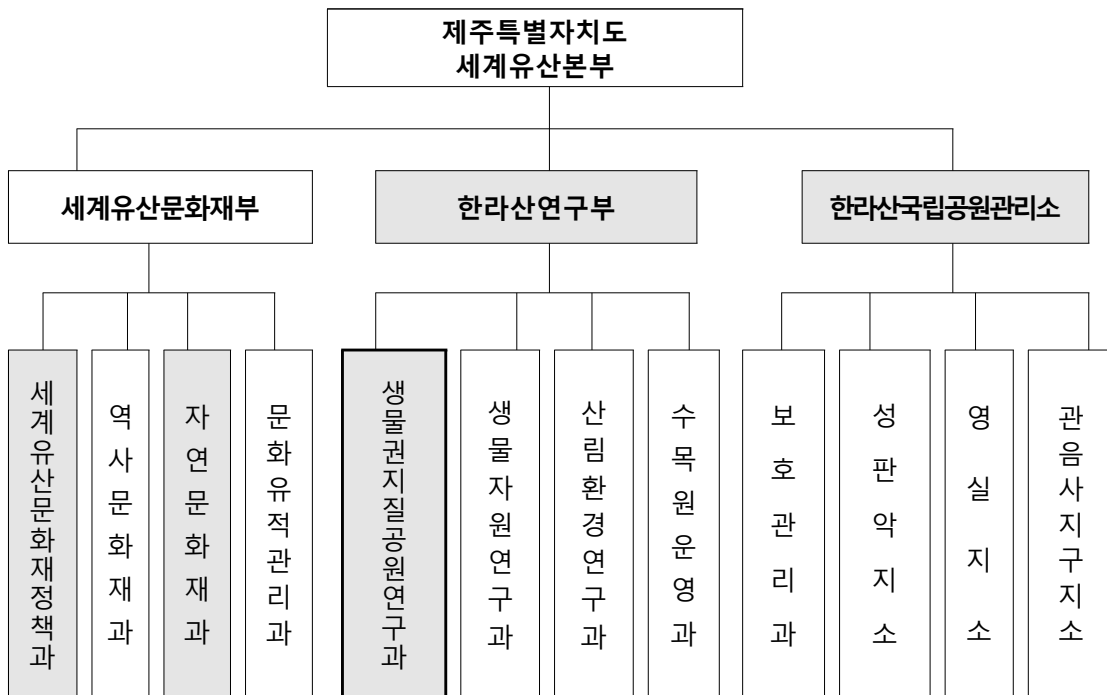 제주특별자치도
세계유산본부
세계유산문화재부
한라산연구부
한라산국립공원관리소
세계유산문화재정책과
역사문화재과
자연문화재과
문화유적관리과
생물권지질공원연구과
생물자원연구과
산림환경연구과
수목원운영과
보호관리과
성판악지소
영실지소
관음사지구지소